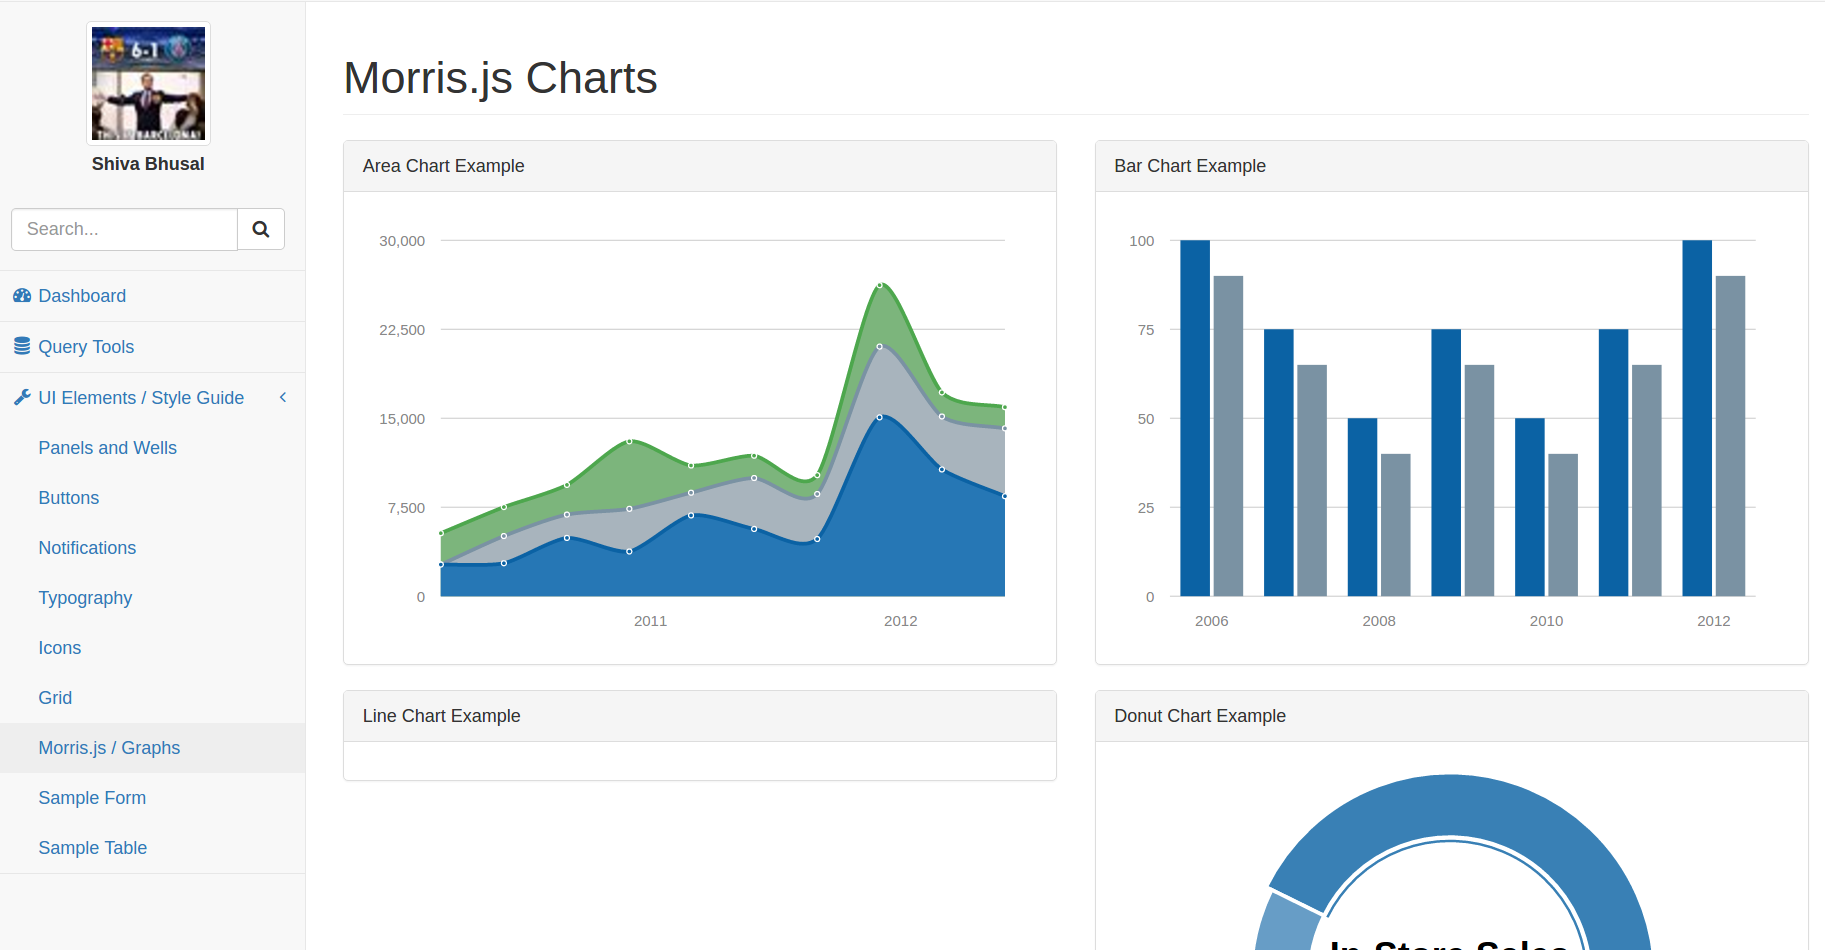 6-1
Shiva Bhusal
Search...
Dashboard
Query Tools
UI Elements / Style Guide
Panels and Wells
Buttons
Notifications
Typography
Icons
Grid
Morris.js / Graphs
Sample Form
Sample Table
Morris.js Charts
Area Chart Example
30,000
22,500
15,000
7,500
0
2011
2012
Bar Chart Example
100
75
50
25
0
2006
2008
2010
2012
Line Chart Example
Donut Chart Example
In-Store Sales